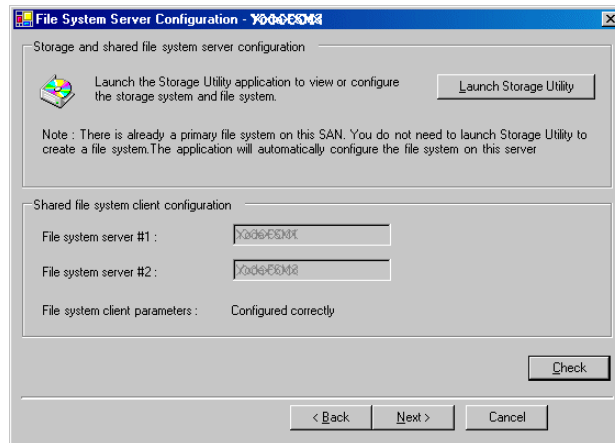 File System Server Configuration -
Storage and shared file system server configuration
Launch the Storage Utility application to view or configure
the storage system and file system.
Launch Storage Utility
Note : There is already a primary file system on this SAN. You do not need to launch Storage Utility to
create a file system.The application will automatically configure the file system on this server
Shared file system client configuration
File system server #1 :
File system server #2 :
File system client parameters : Configured correctly
Check
< Back Next > Cancel